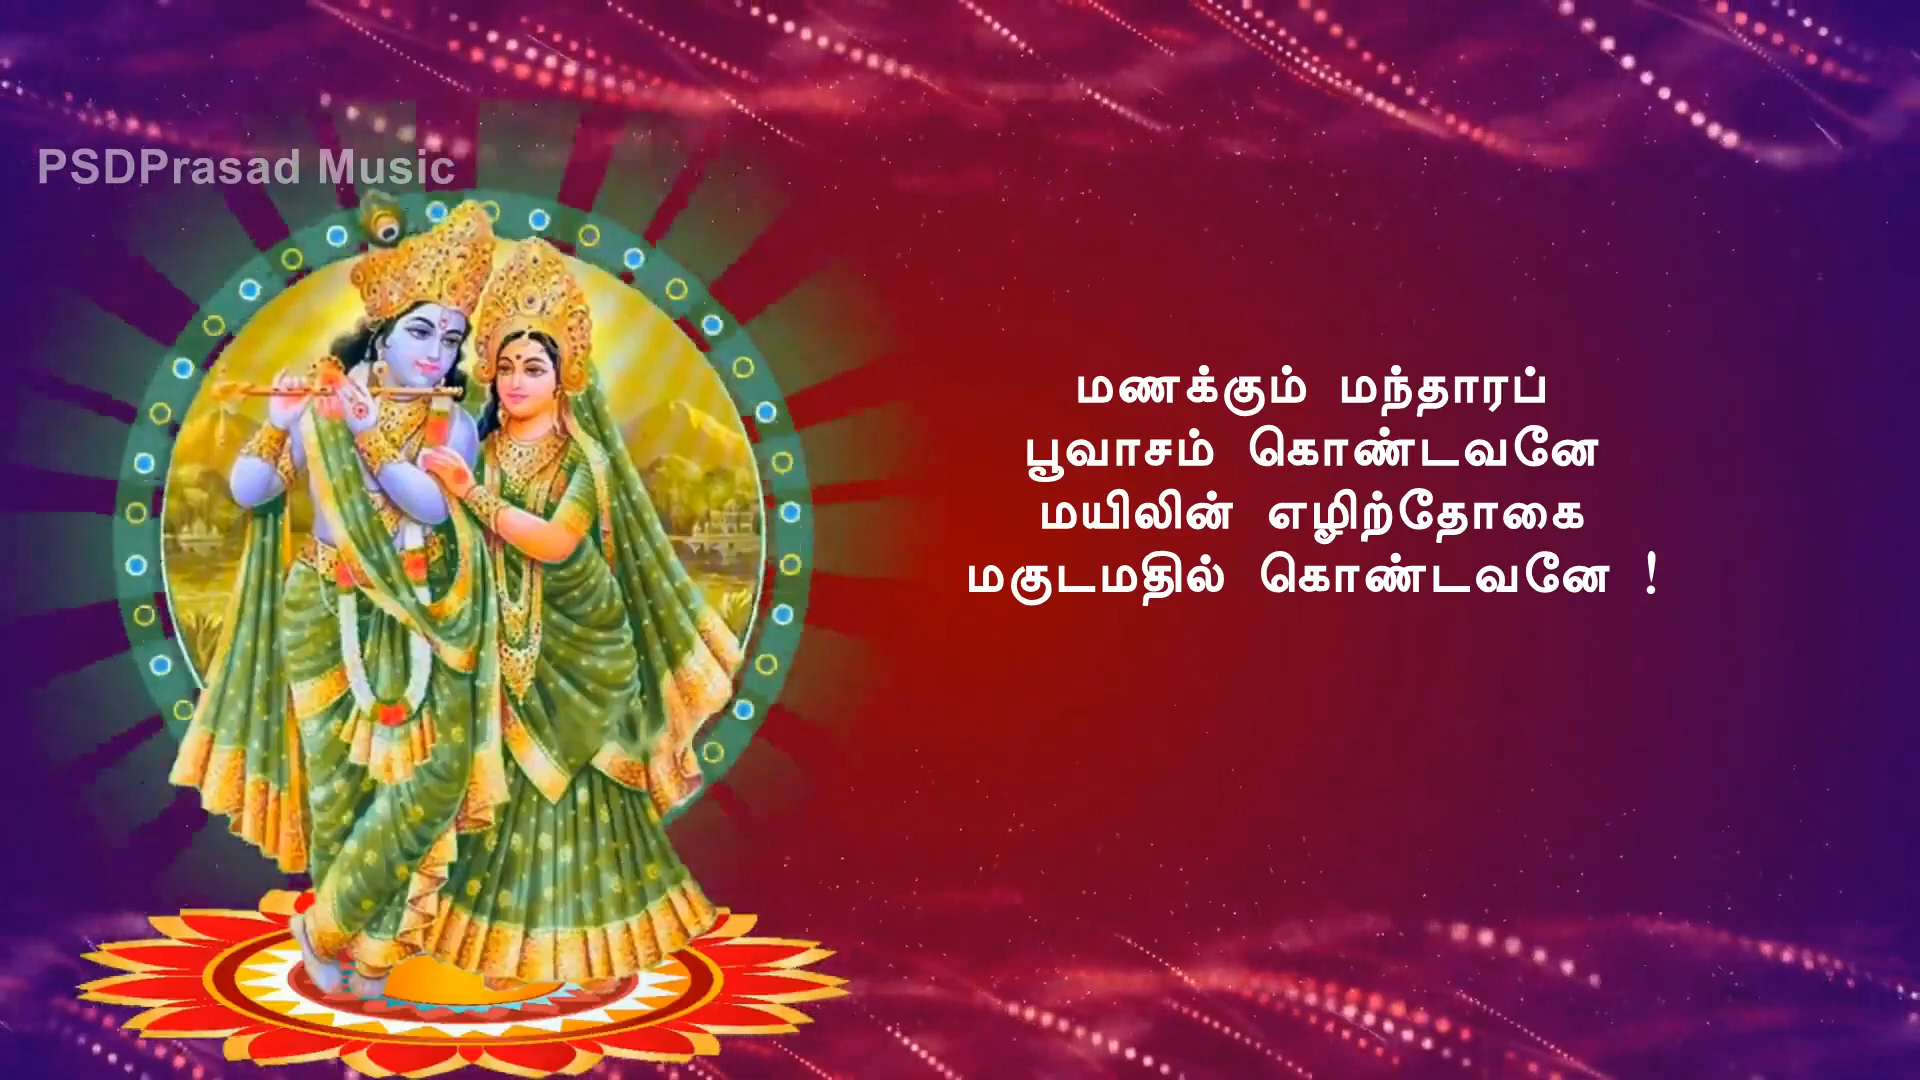 PSDPrasad Music
மணக்கும் மந்தாரப்
பூவாசம் கொண்டவனே
மயிலின் எழிற்தோகை
மகுடமதில் கொண்டவனே !